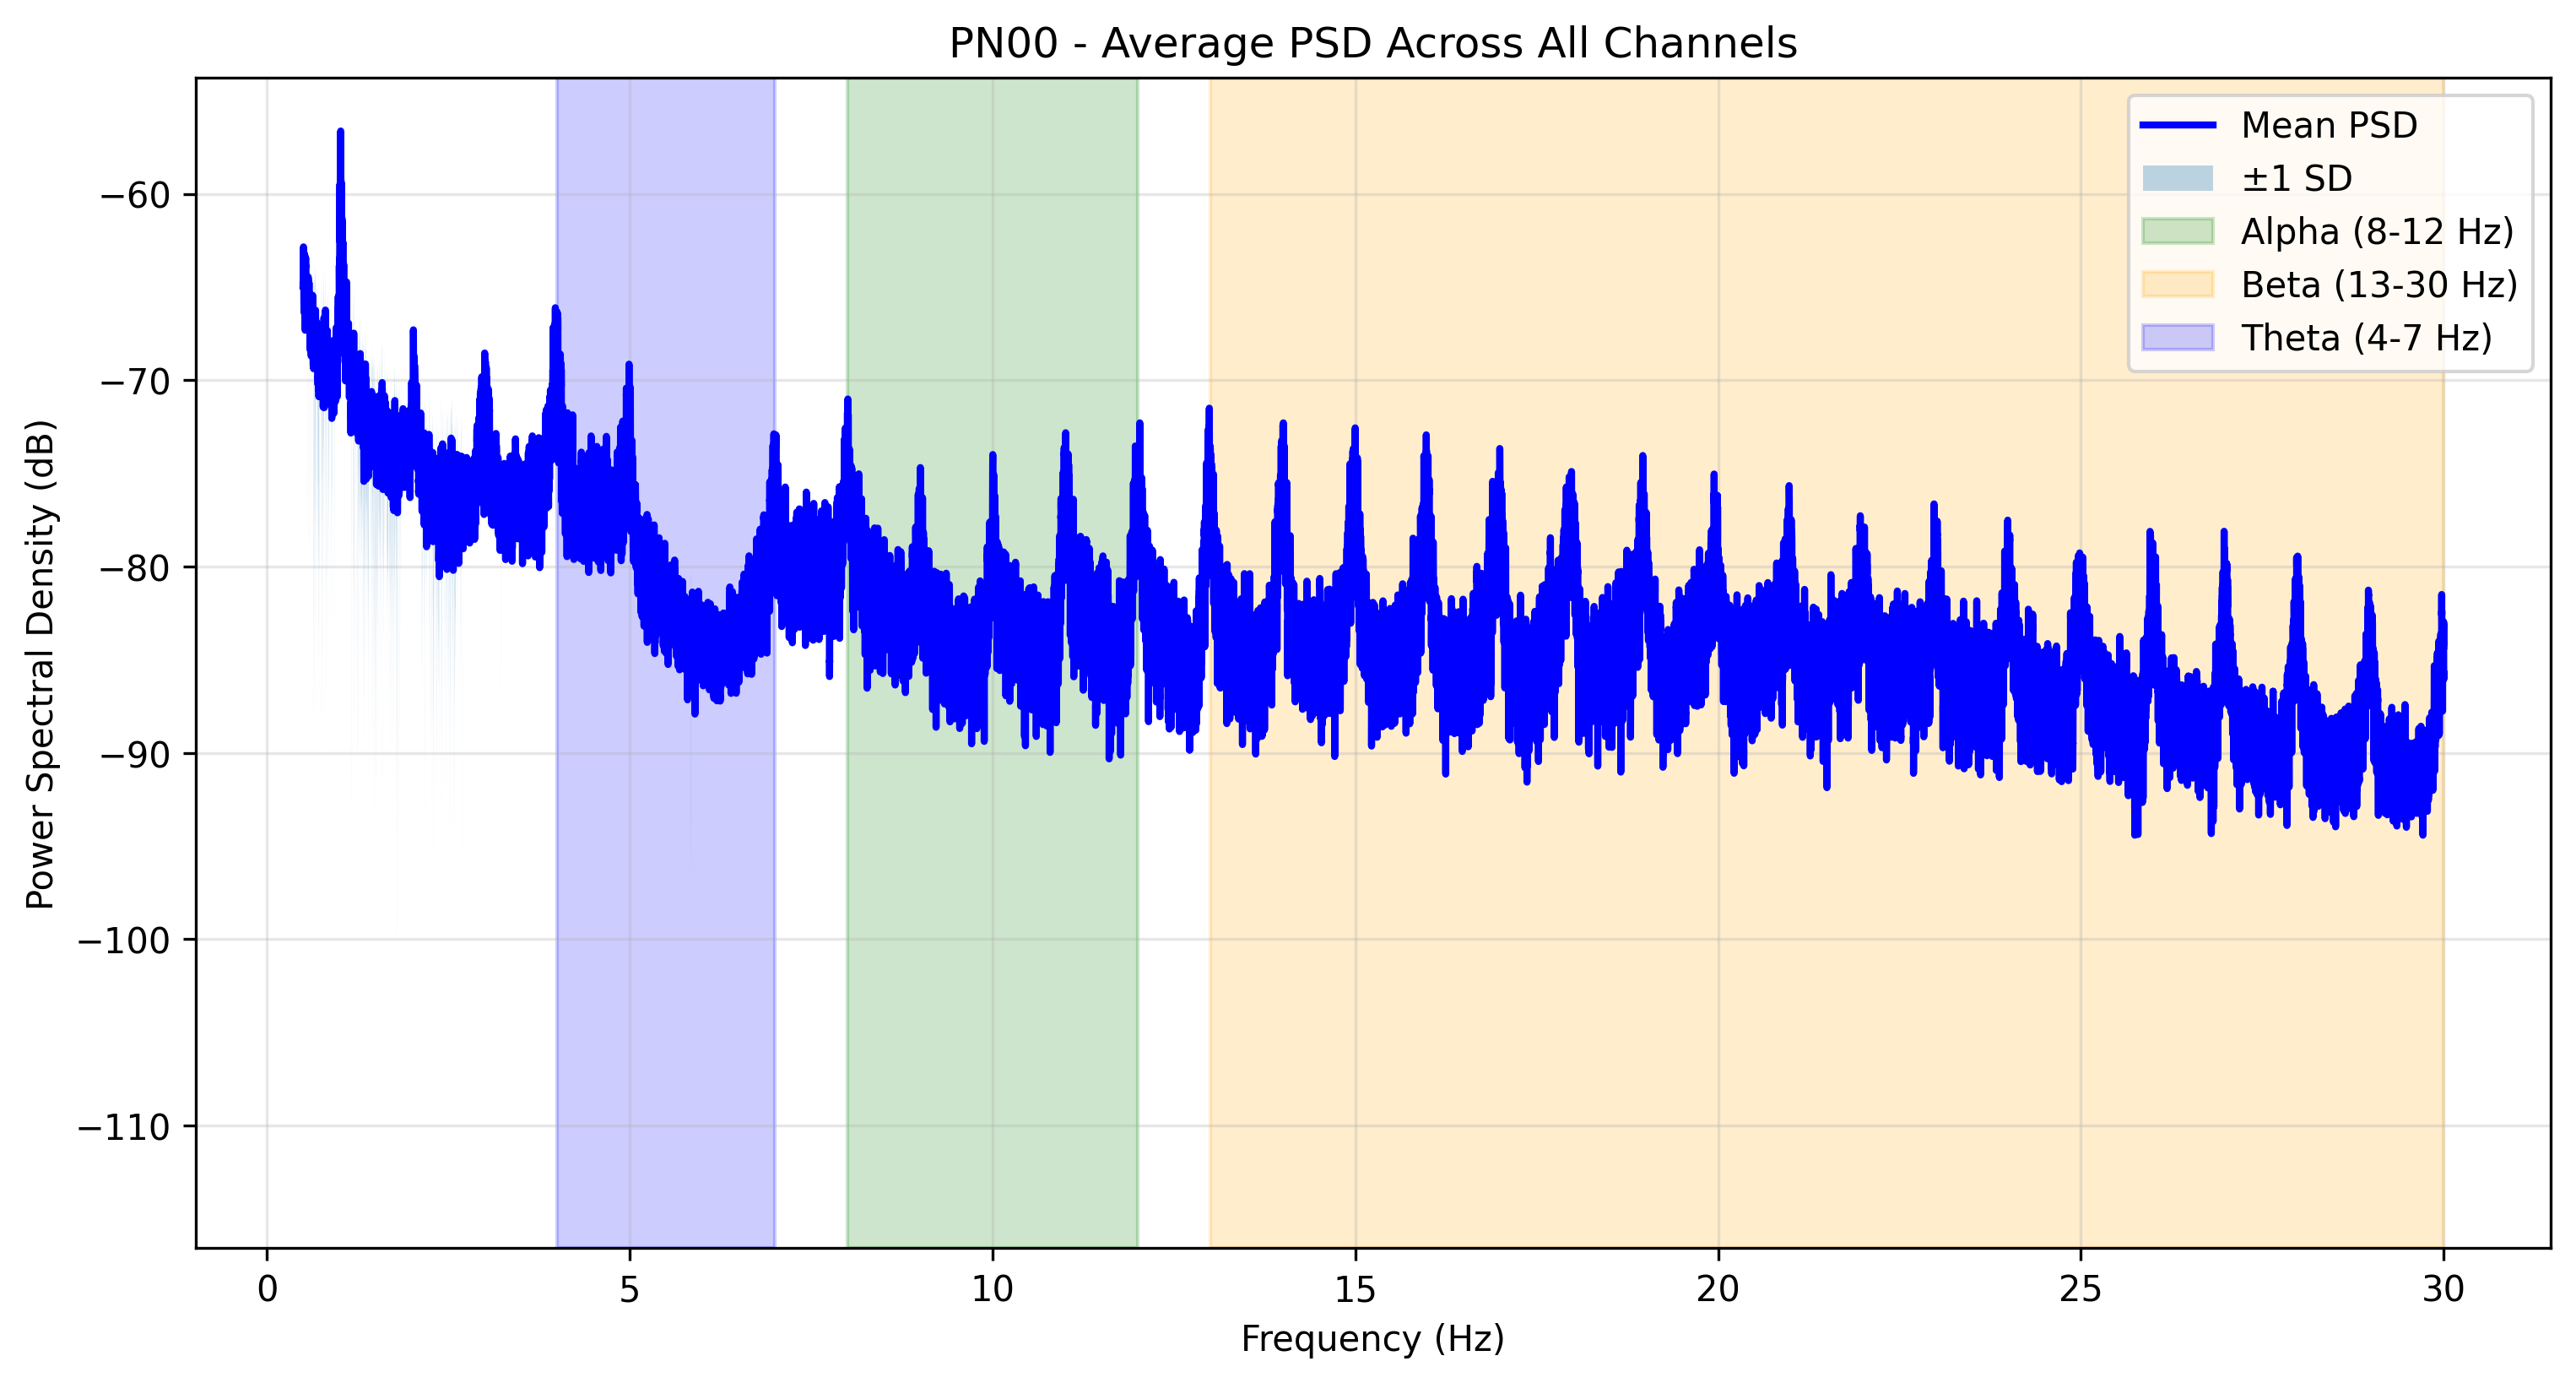 PN00 - Average PSD Across All Channels
Power Spectral Density (dB)
−60
−70
−80
−90
−100
−110
Mean PSD
±1 SD
Alpha (8-12 Hz)
Beta (13-30 Hz)
Theta (4-7 Hz)
0 5 10 15 20 25 30
Frequency (Hz)